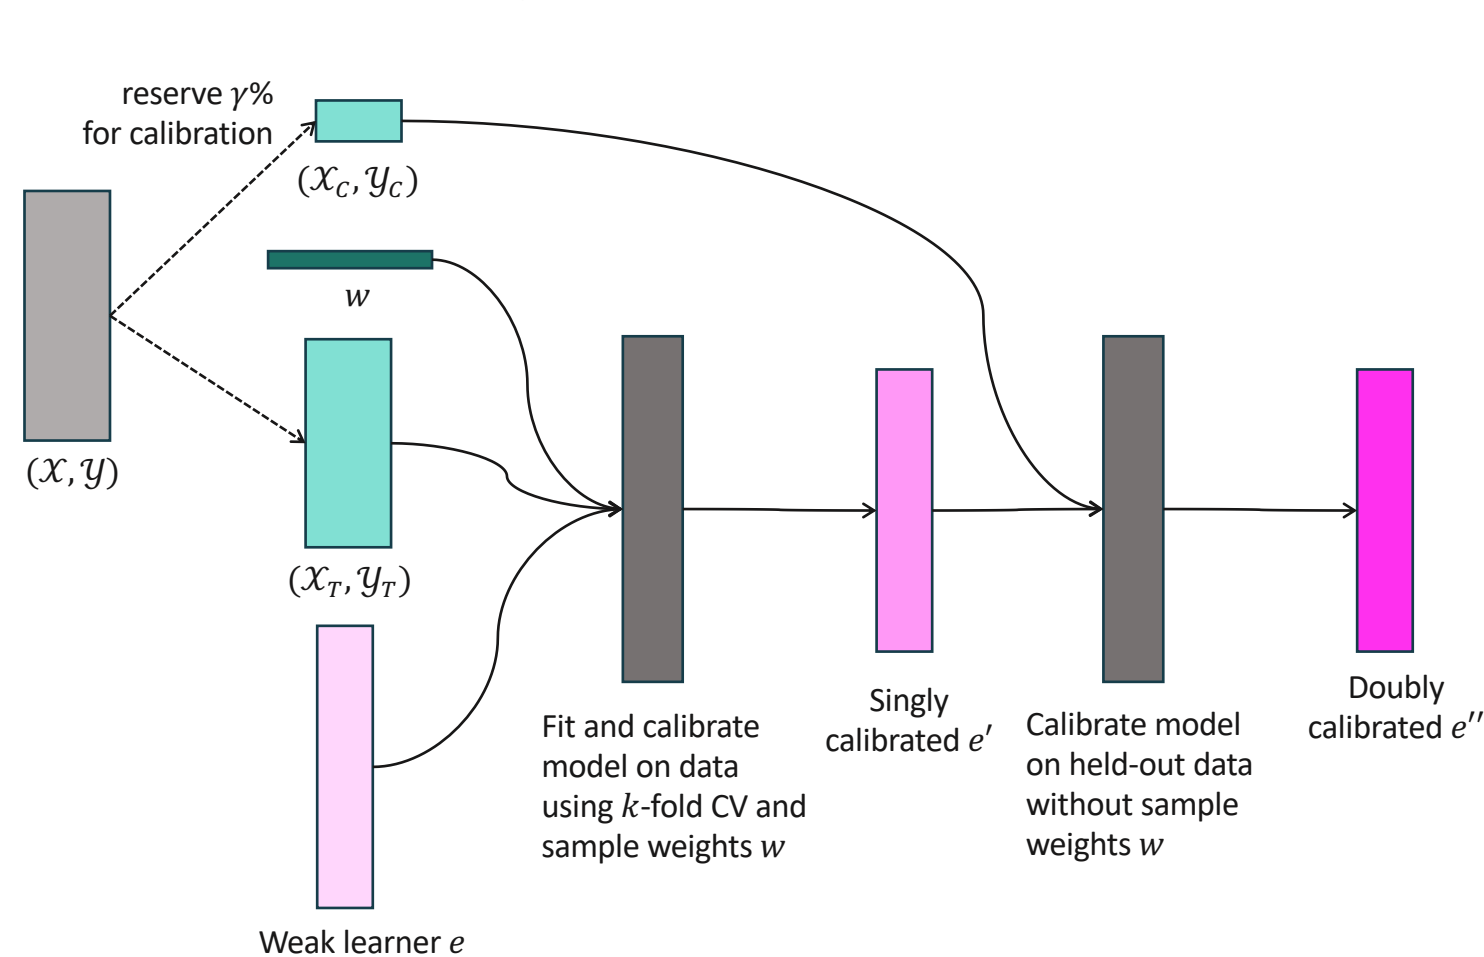 reserve γ%
for calibration
(𝒳_C, 𝒴_C)
w
(𝒳, 𝒴)
(𝒳_T, 𝒴_T)
Weak learner e
Fit and calibrate
model on data
using k-fold CV and
sample weights w
Singly
calibrated e′
Calibrate model
on held-out data
without sample
weights w
Doubly
calibrated e′′